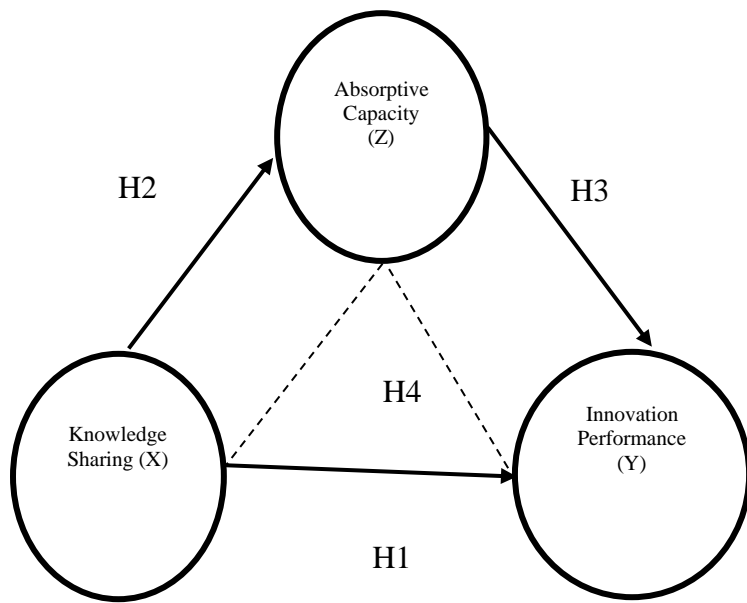 Absorptive
Capacity
(Z)
H2
H3
H4
Knowledge
Sharing (X)
Innovation
Performance
(Y)
H1